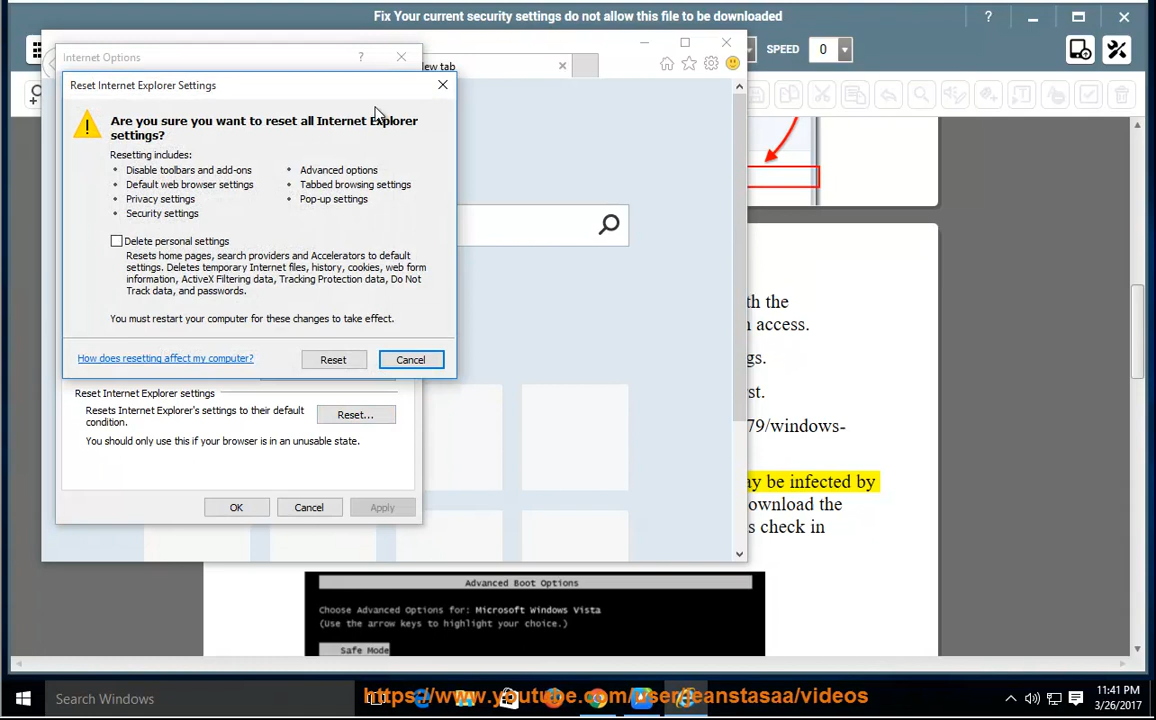 Fix Your current security settings do not allow this file to be downloaded
?
Internet Options
?
ew tab
SPEED
0
Reset Internet Explorer Settings
Are you sure you want to reset all Internet Explorer
settings?
Resetting includes:
• Disable toolbars and add-ons
• Default web browser settings
• Privacy settings
• Security settings
• Advanced options
• Tabbed browsing settings
• Pop-up settings
Delete personal settings
Resets home pages, search providers and Accelerators to default
settings. Deletes temporary Internet files, history, cookies, web form
information, ActiveX Filtering data, Tracking Protection data, Do Not
Track data, and passwords.
You must restart your computer for these changes to take effect.
How does resetting affect my computer?
Reset
Cancel
Reset Internet Explorer settings
Resets Internet Explorer's settings to their default
condition.
Reset...
You should only use this if your browser is in an unusable state.
OK
Cancel
Apply
th the
n access.
gs.
st.
79/windows-
ay be infected by
ownload the
s check in
Advanced Boot Options
Choose Advanced Options for: Microsoft Windows Vista
(Use the arrow keys to highlight your choice.)
Safe Mode
Search Windows
https://www.youtube.com/user/jeanstasaa/videos
11:41 PM
3/26/2017